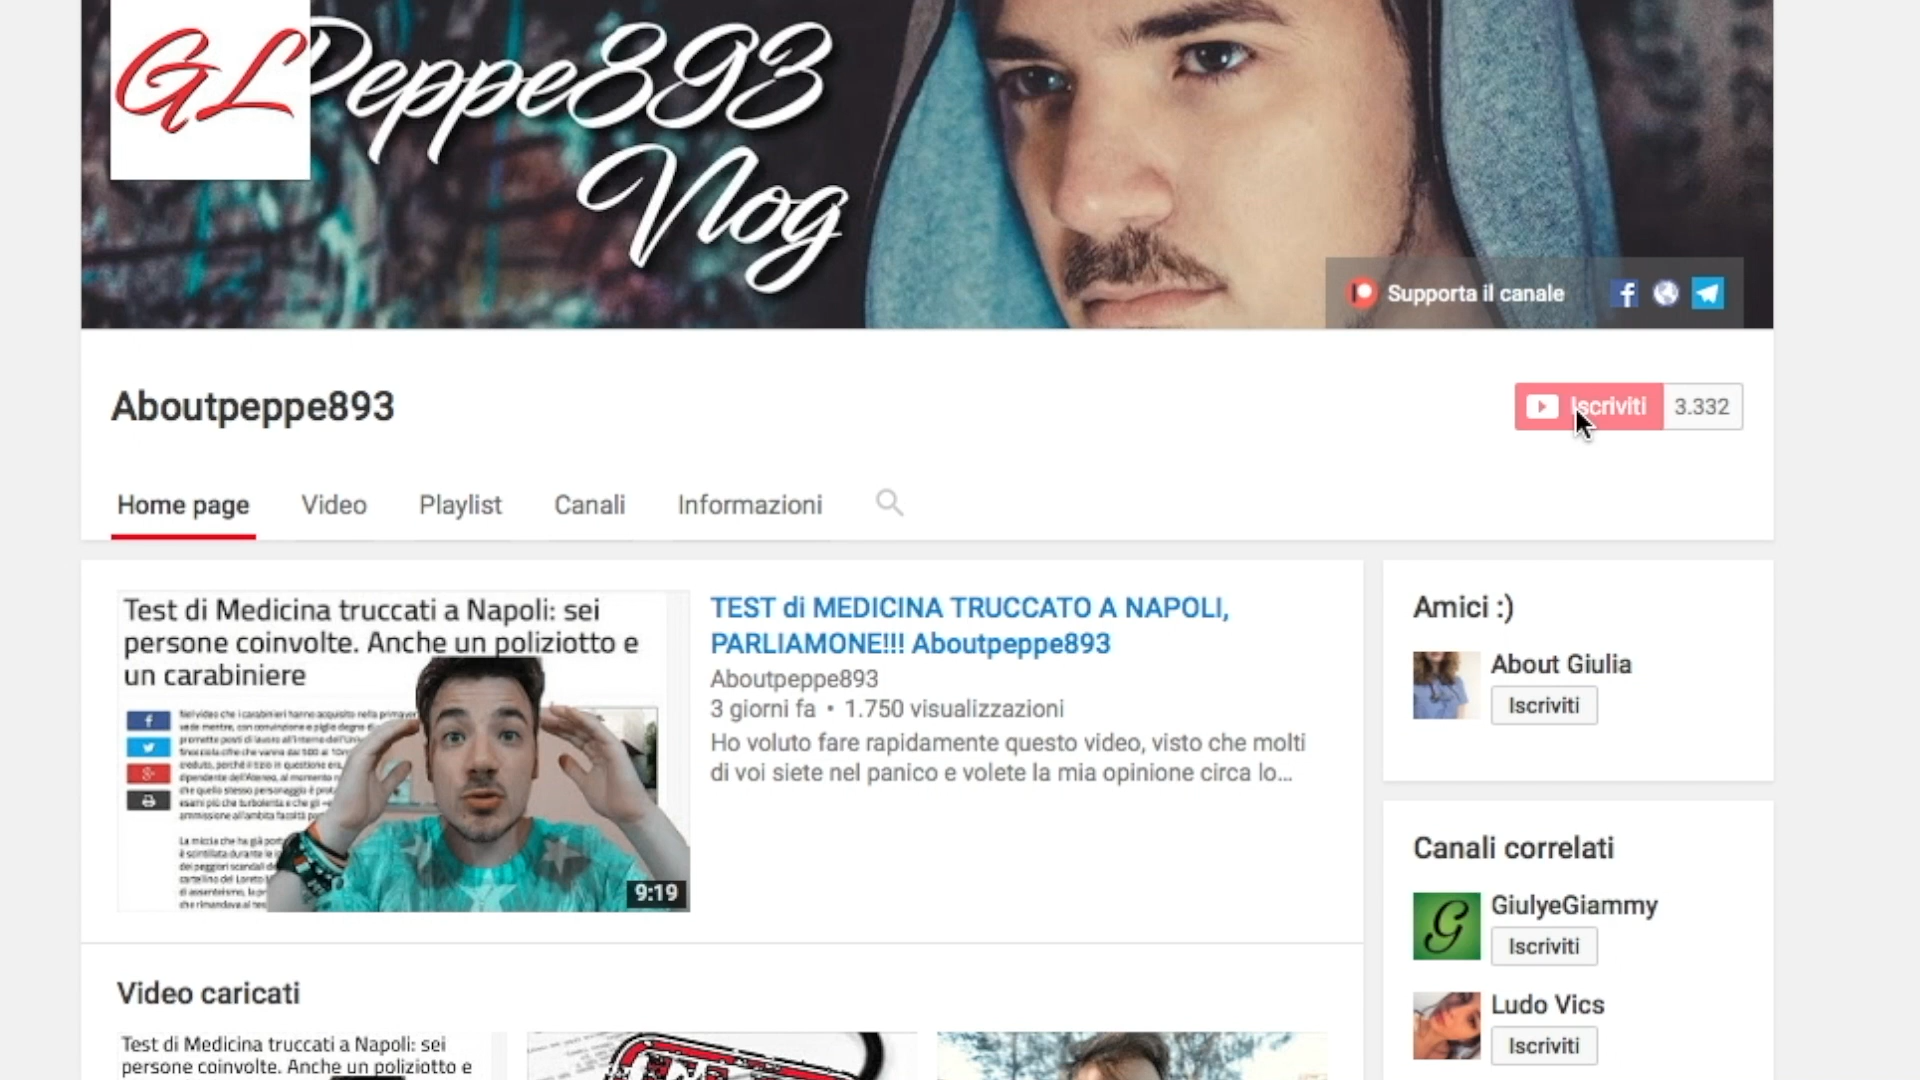 GL
Peppe893
Vlog
Supporta il canale
Aboutpeppe893
Iscriviti
3.332
Home page
Video
Playlist
Canali
Informazioni
Test di Medicina truccati a Napoli: sei
persone coinvolte. Anche un poliziotto e
un carabiniere
9:19
TEST di MEDICINA TRUCCATO A NAPOLI,
PARLIAMONE!!! Aboutpeppe893
Aboutpeppe893
3 giorni fa • 1.750 visualizzazioni
Ho voluto fare rapidamente questo video, visto che molti
di voi siete nel panico e volete la mia opinione circa lo...
Amici :)
About Giulia
Iscriviti
Canali correlati
GiulyeGiammy
Iscriviti
Ludo Vics
Iscriviti
Video caricati
Test di Medicina truccati a Napoli: sei
persone coinvolte. Anche un poliziotto e